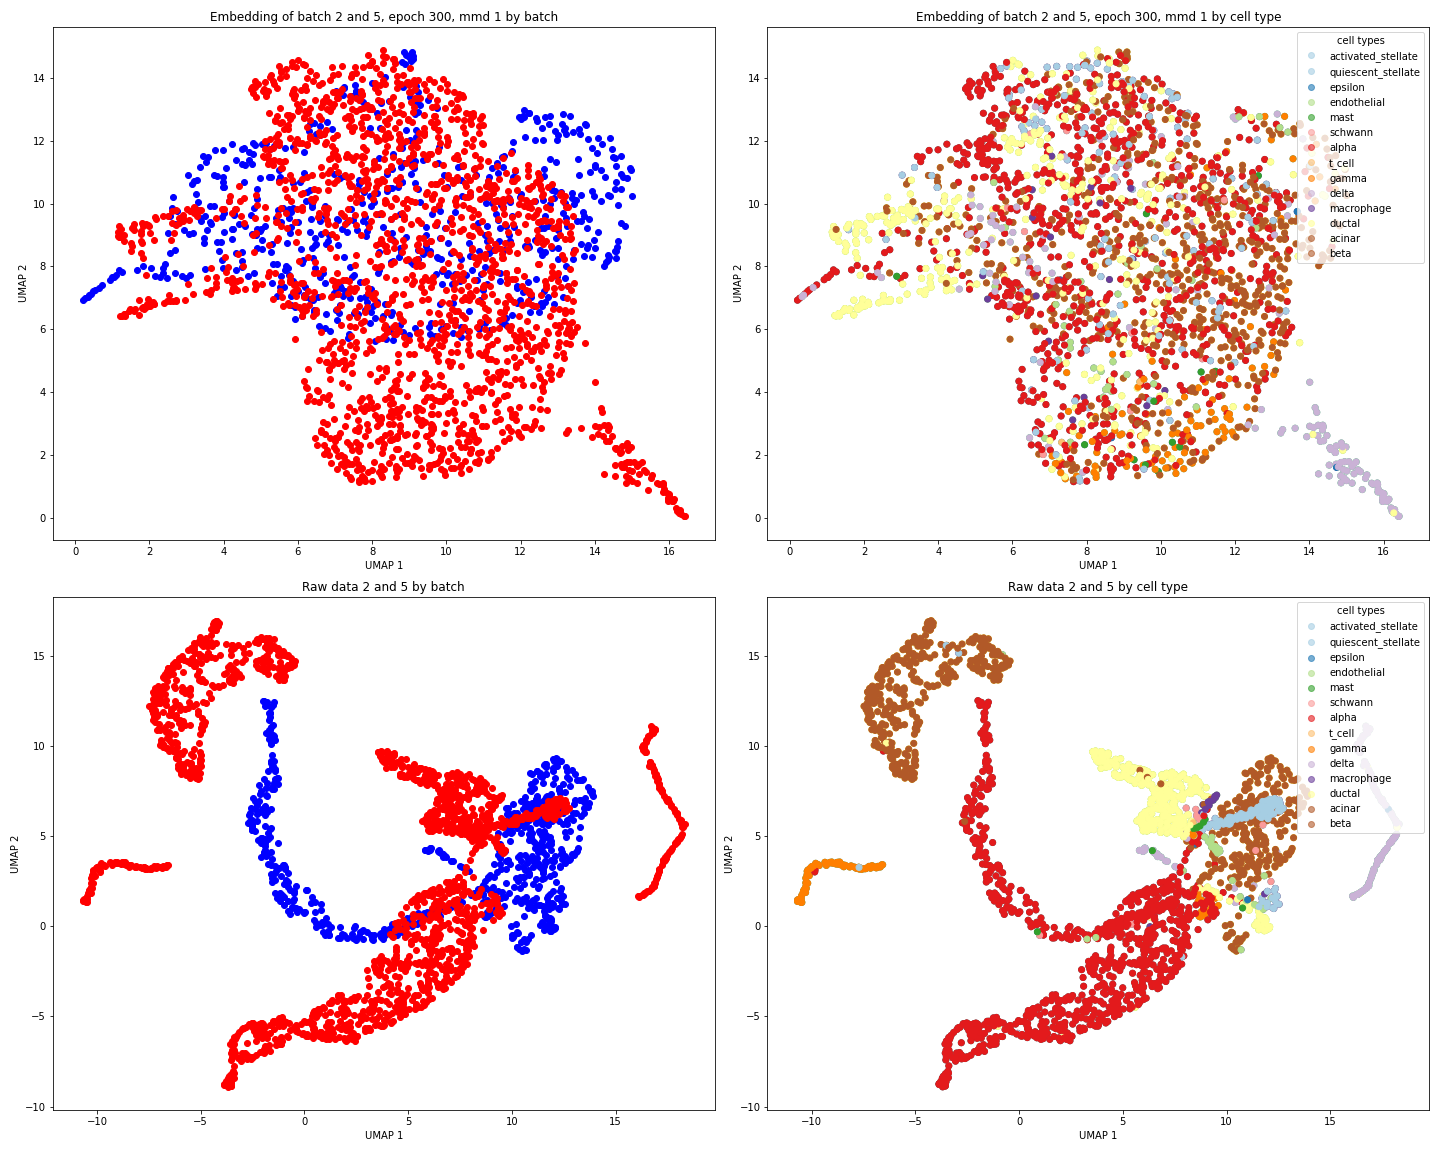 Embedding of batch 2 and 5, epoch 300, mmd 1 by batch
14
12
10
8
6
4
2
0
UMAP 2
0
2
4
6
8
10
12
14
16
UMAP 1
Embedding of batch 2 and 5, epoch 300, mmd 1 by cell type
cell types
activated_stellate
quiescent_stellate
epsilon
endothelial
mast
schwann
alpha
t_cell
gamma
delta
macrophage
ductal
acinar
beta
14
12
10
8
6
4
2
0
UMAP 2
0
2
4
6
8
10
12
14
16
UMAP 1
Raw data 2 and 5 by batch
15
10
5
0
−5
−10
UMAP 2
−10
−5
0
5
10
15
UMAP 1
Raw data 2 and 5 by cell type
cell types
activated_stellate
quiescent_stellate
epsilon
endothelial
mast
schwann
alpha
t_cell
gamma
delta
macrophage
ductal
acinar
beta
15
10
5
0
−5
−10
UMAP 2
−10
−5
0
5
10
15
UMAP 1